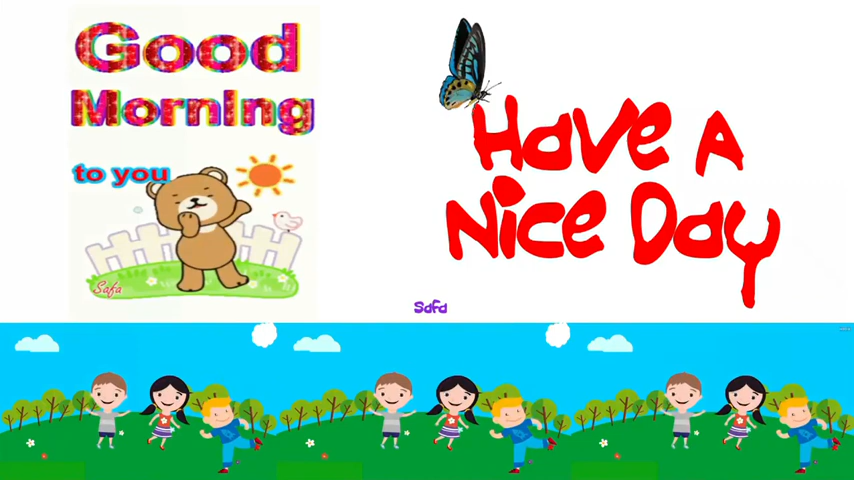 Good
MornIng
to you
Safa
Have A
Nice Day
Safa